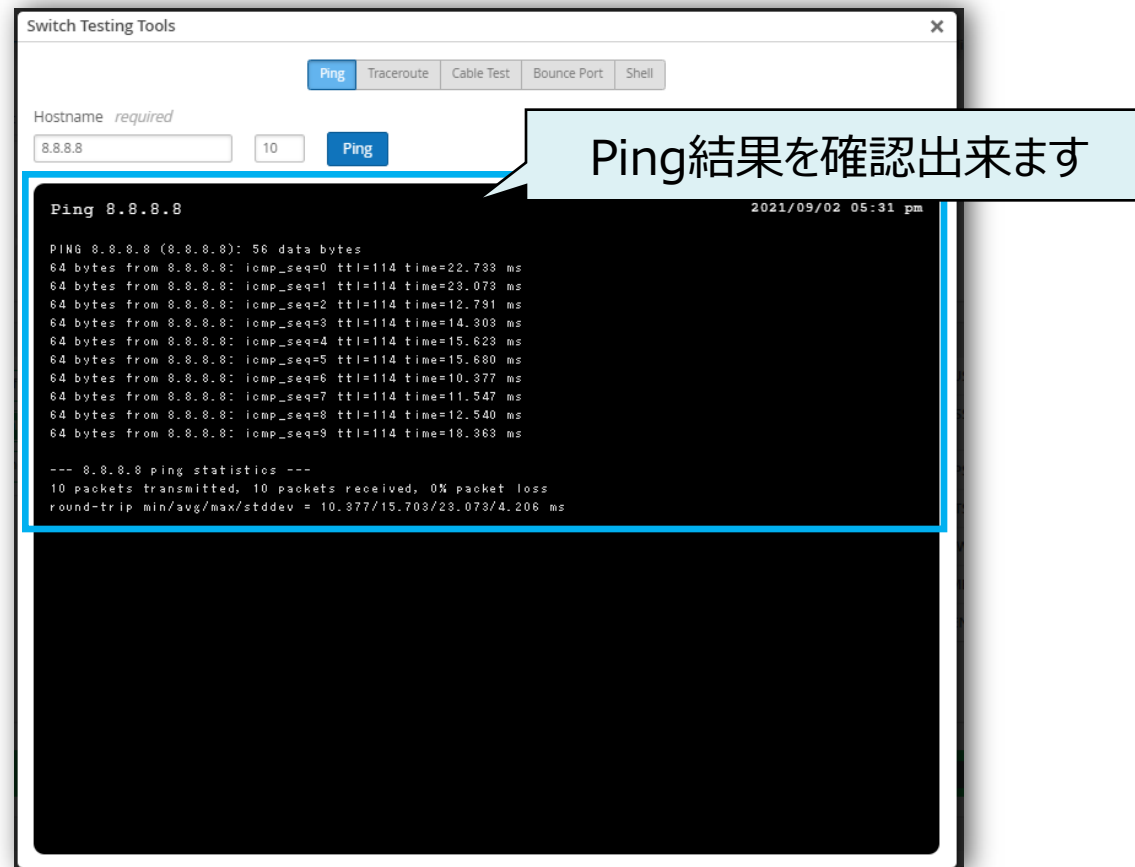 Switch Testing Tools ×
Ping Traceroute Cable Test Bounce Port Shell
Hostname required
8.8.8.8 10 Ping
Ping結果を確認出来ます
Ping 8.8.8.8 2021/09/02 05:31 pm
PING 8.8.8.8 (8.8.8.8): 56 data bytes
64 bytes from 8.8.8.8: icmp_seq=0 ttl=114 time=22.733 ms
64 bytes from 8.8.8.8: icmp_seq=1 ttl=114 time=23.073 ms
64 bytes from 8.8.8.8: icmp_seq=2 ttl=114 time=12.791 ms
64 bytes from 8.8.8.8: icmp_seq=3 ttl=114 time=14.303 ms
64 bytes from 8.8.8.8: icmp_seq=4 ttl=114 time=15.623 ms
64 bytes from 8.8.8.8: icmp_seq=5 ttl=114 time=15.680 ms
64 bytes from 8.8.8.8: icmp_seq=6 ttl=114 time=10.377 ms
64 bytes from 8.8.8.8: icmp_seq=7 ttl=114 time=11.547 ms
64 bytes from 8.8.8.8: icmp_seq=8 ttl=114 time=12.540 ms
64 bytes from 8.8.8.8: icmp_seq=9 ttl=114 time=18.363 ms
--- 8.8.8.8 ping statistics ---
10 packets transmitted, 10 packets received, 0% packet loss
round-trip min/avg/max/stddev = 10.377/15.703/23.073/4.206 ms